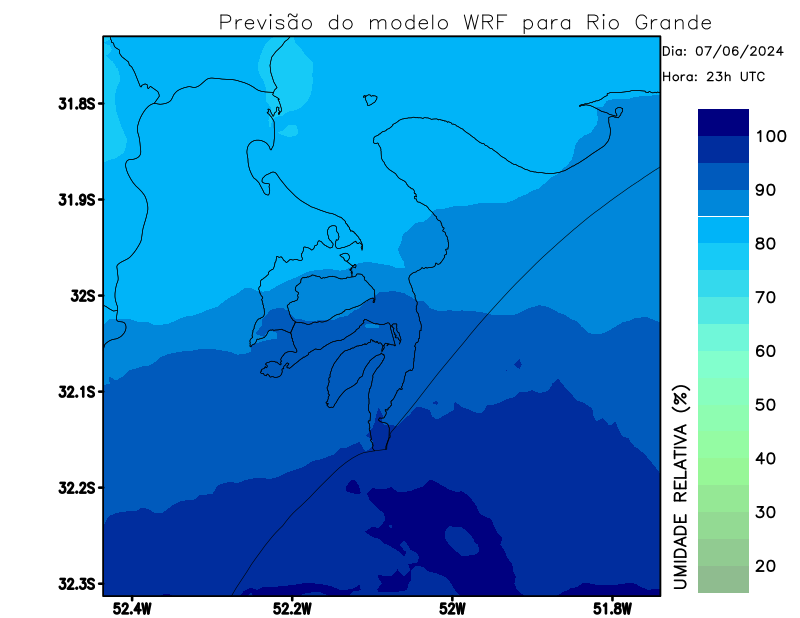 Previsão do modelo WRF para Rio Grande
Dia: 07/06/2024
Hora: 23h UTC
31.8S
31.9S
32S
32.1S
32.2S
32.3S
52.4W
52.2W
52W
51.8W
100
90
80
70
60
50
40
30
20
UMIDADE RELATIVA (%)